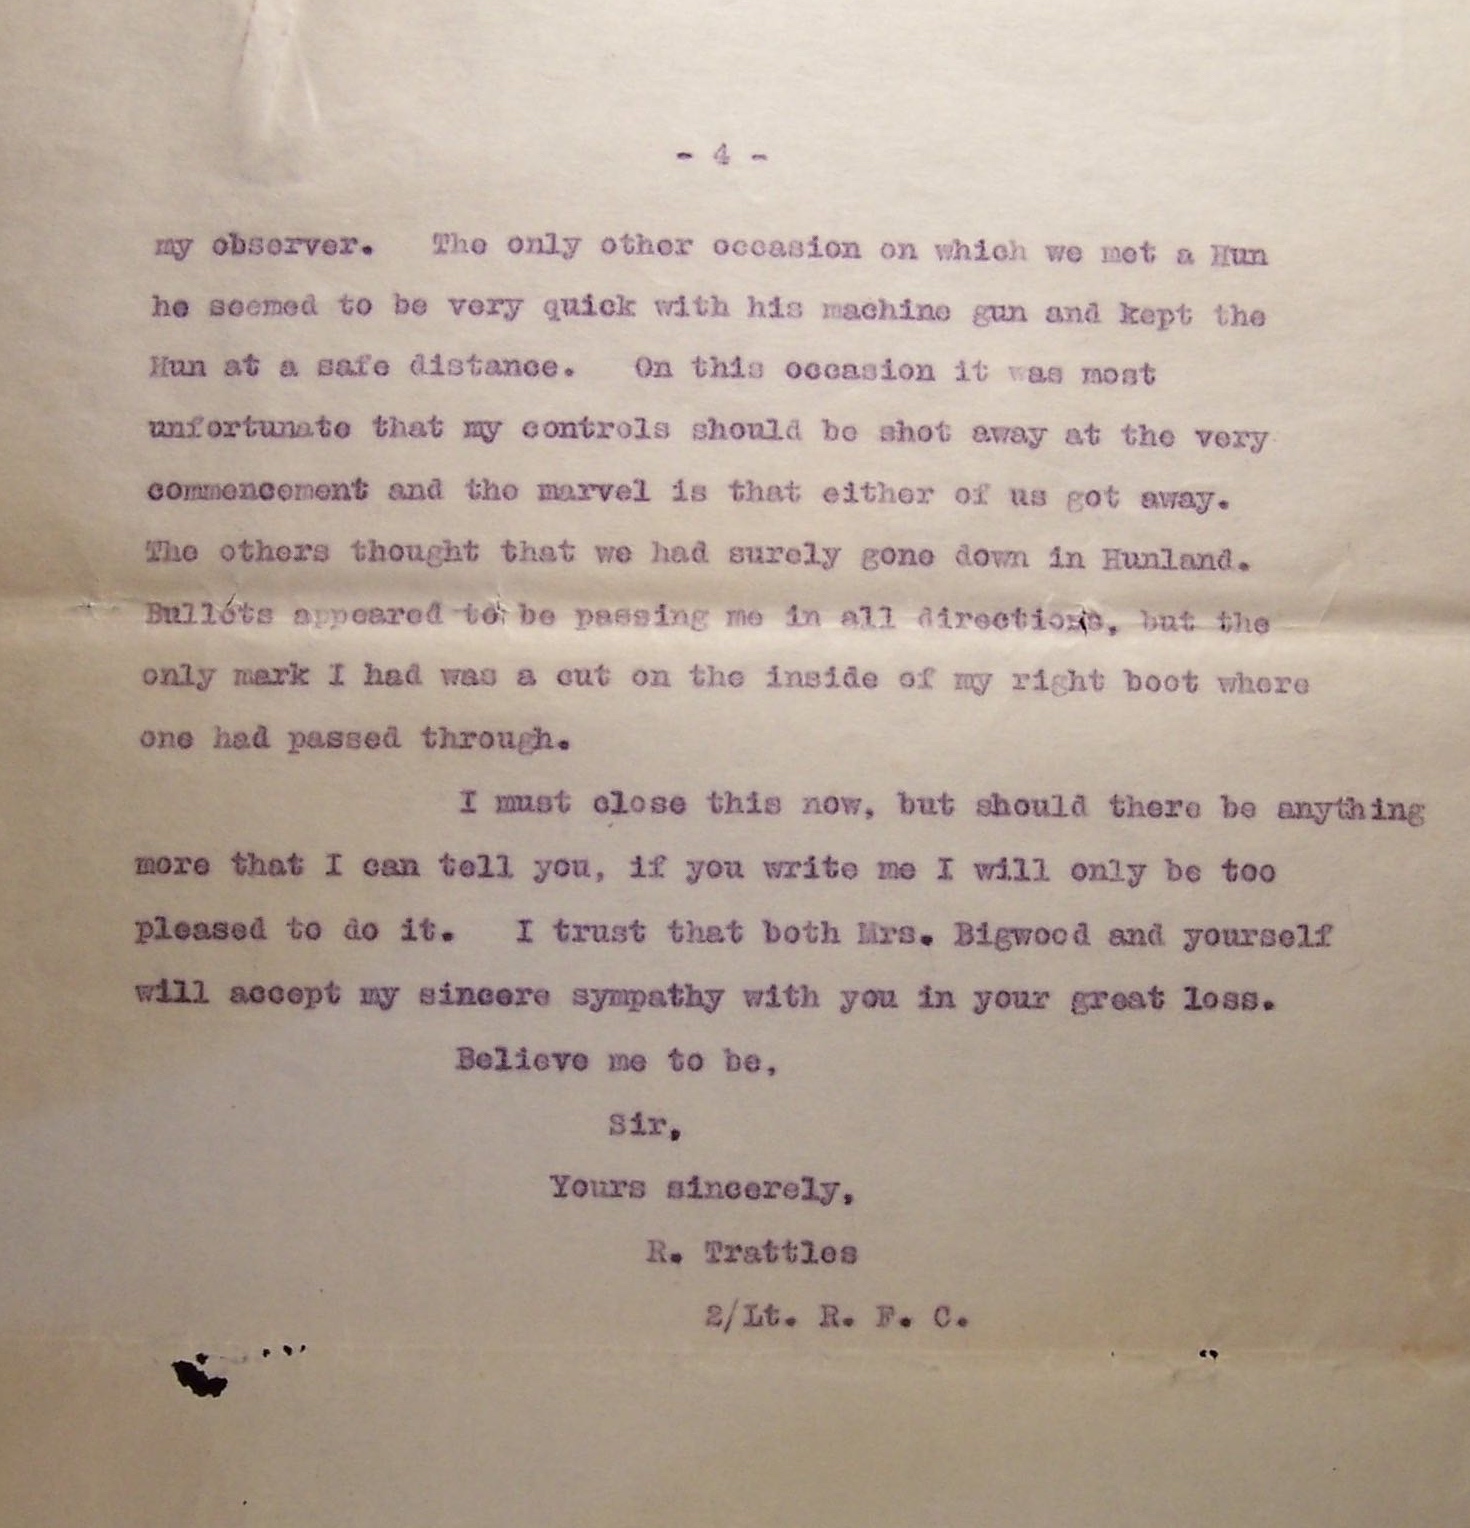 - 4 -
my observer. The only other occasion on which we met a Hun
he seemed to be very quick with his machine gun and kept the
Hun at a safe distance. On this occasion it was most
unfortunate that my controls should be shot away at the very
commencement and the marvel is that either of us got away.
The others thought that we had surely gone down in Hunland.
Bullets appeared to be passing me in all directions, but the
only mark I had was a cut on the inside of my right boot where
one had passed through.
I must close this now, but should there be anything
more that I can tell you, if you write me I will only be too
pleased to do it. I trust that both Mrs. Bigwood and yourself
will accept my sincere sympathy with you in your great loss.
Believe me to be,
Sir,
Yours sincerely,
R. Trattles
2/Lt. R. F. C.